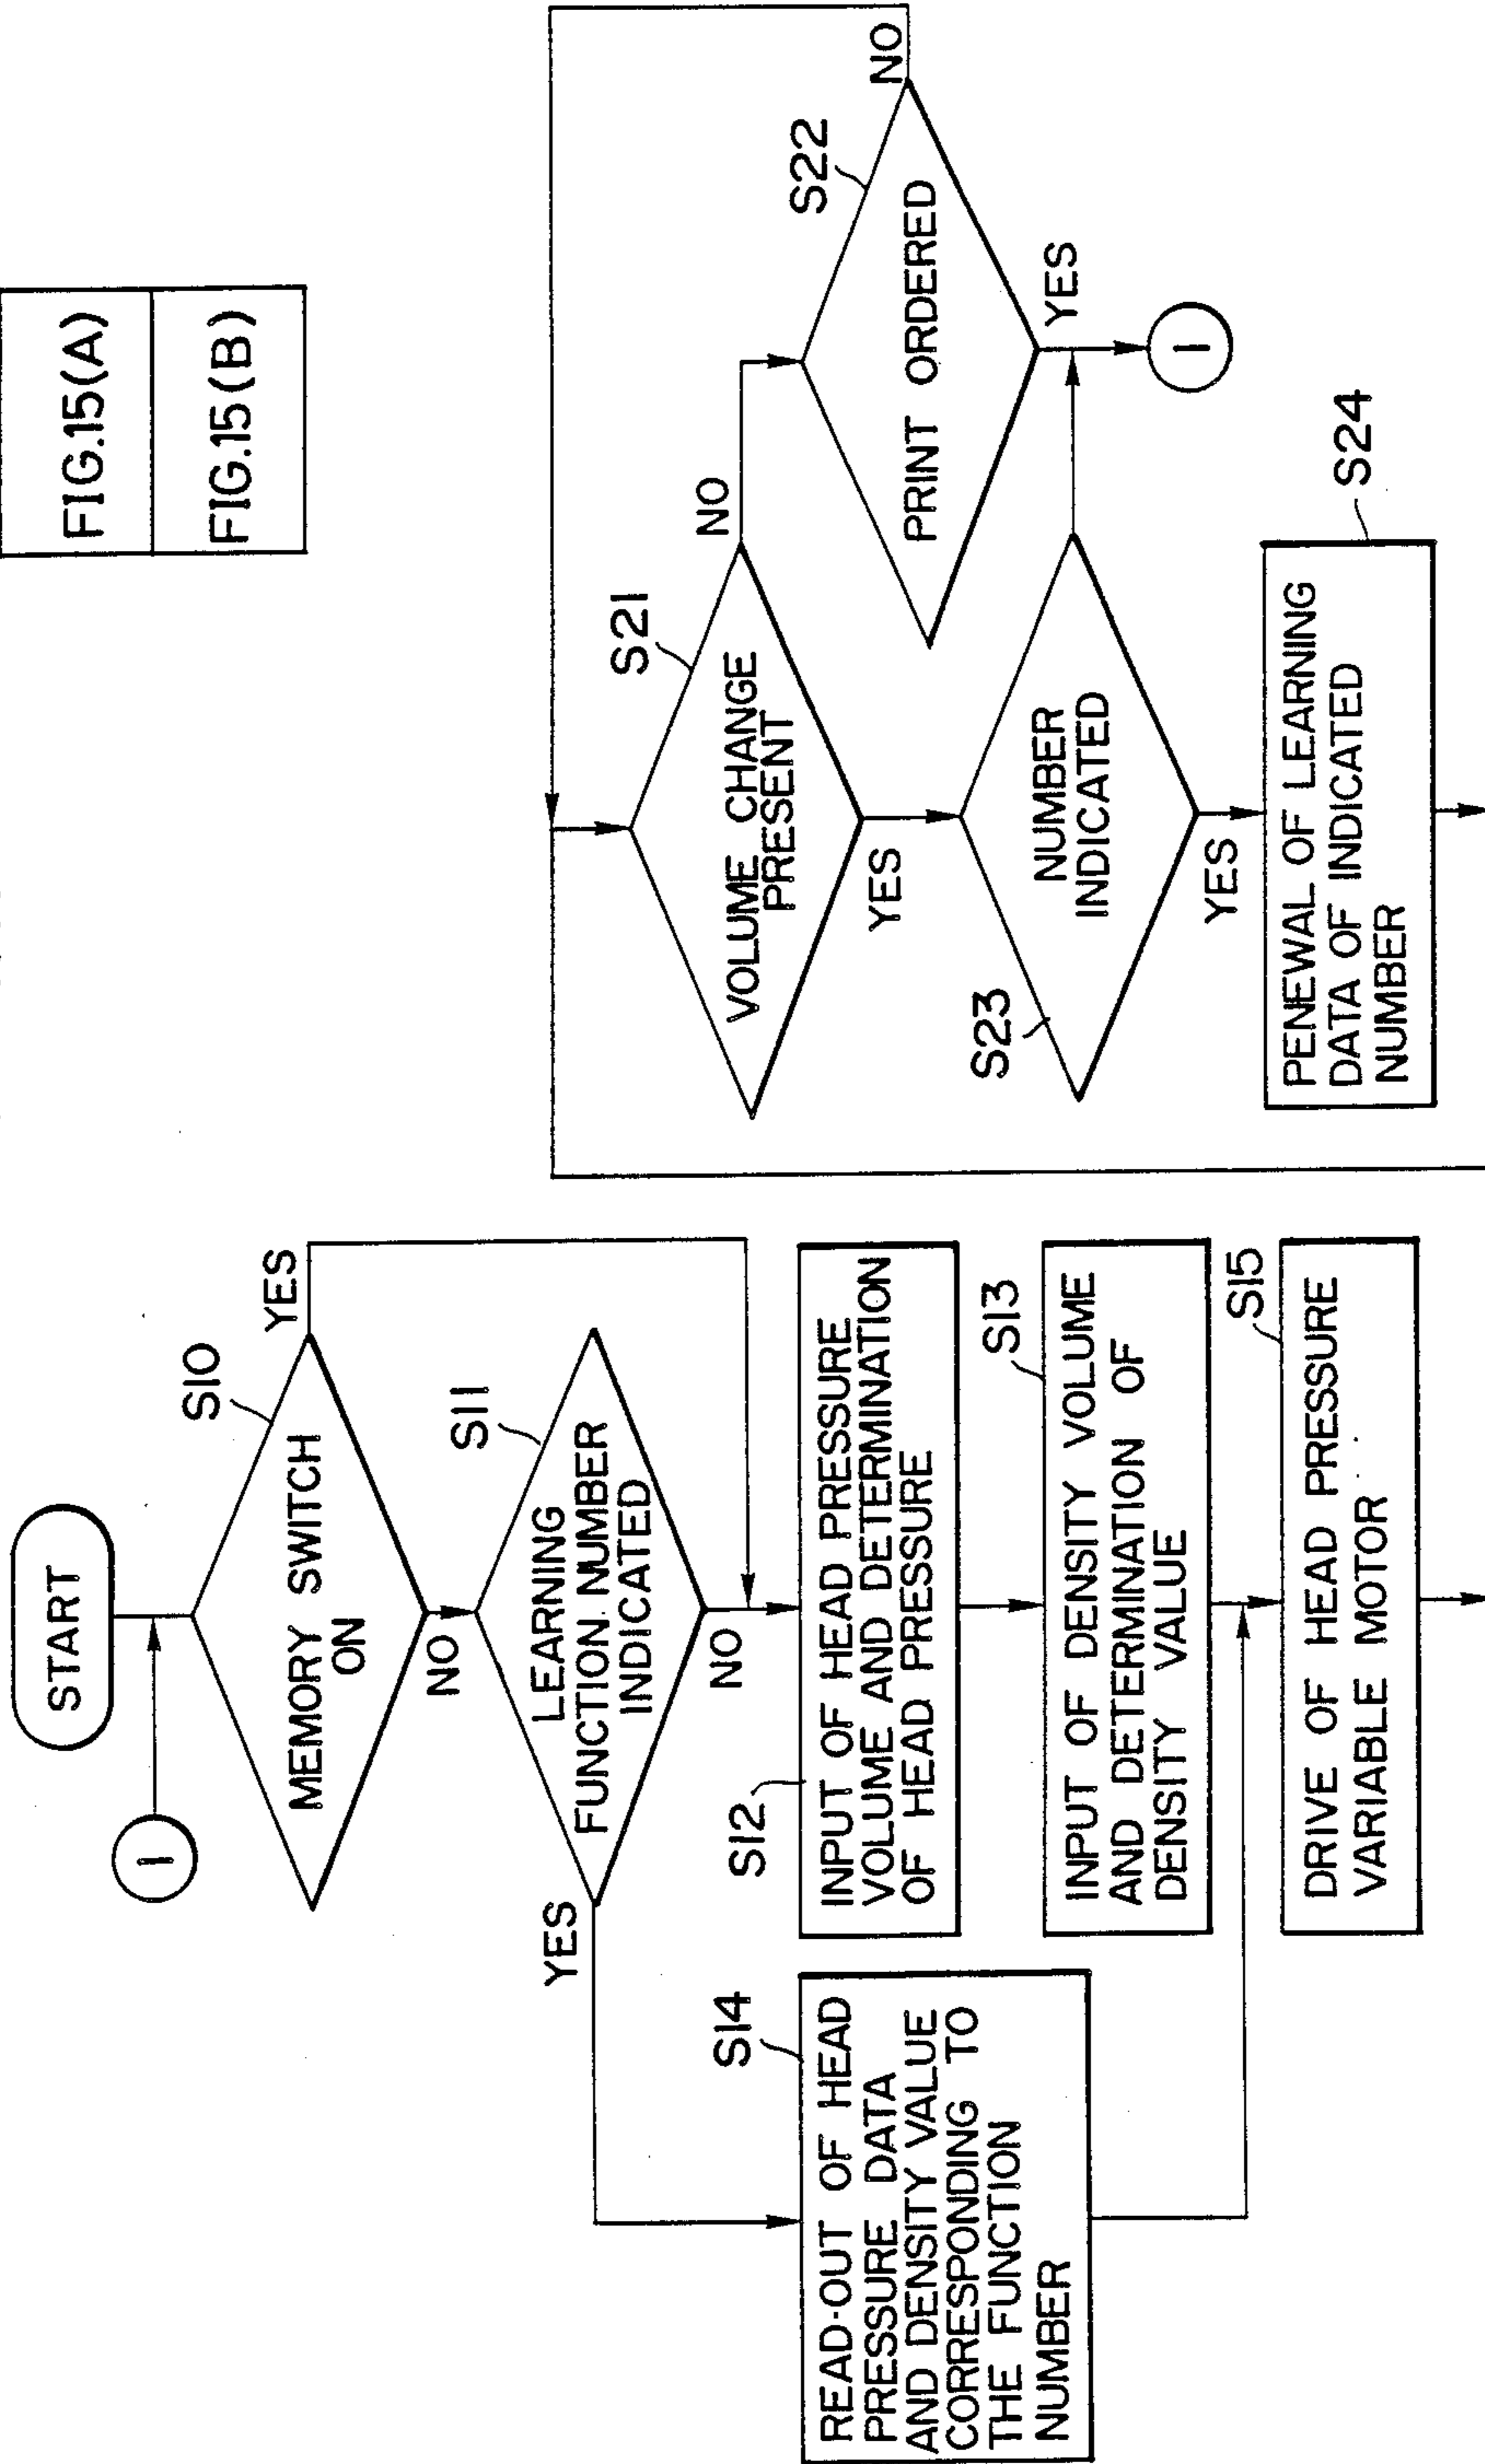 FIG.15(A)
FIG.15(B)
START
1
S10
MEMORY SWITCH
ON
YES
NO
S11
LEARNING
FUNCTION NUMBER
INDICATED
YES
NO
S12
INPUT OF HEAD PRESSURE
VOLUME AND DETERMINATION
OF HEAD PRESSURE
S13
INPUT OF DENSITY VOLUME
AND DETERMINATION OF
DENSITY VALUE
S14
READ-OUT OF HEAD
PRESSURE DATA
AND DENSITY VALUE
CORRESPONDING TO
THE FUNCTION
NUMBER
S15
DRIVE OF HEAD PRESSURE
VARIABLE MOTOR
S21
VOLUME CHANGE
PRESENT
NO
YES
S22
PRINT ORDERED
NO
YES
1
S23
NUMBER
INDICATED
YES
S24
PENEWAL OF LEARNING
DATA OF INDICATED
NUMBER